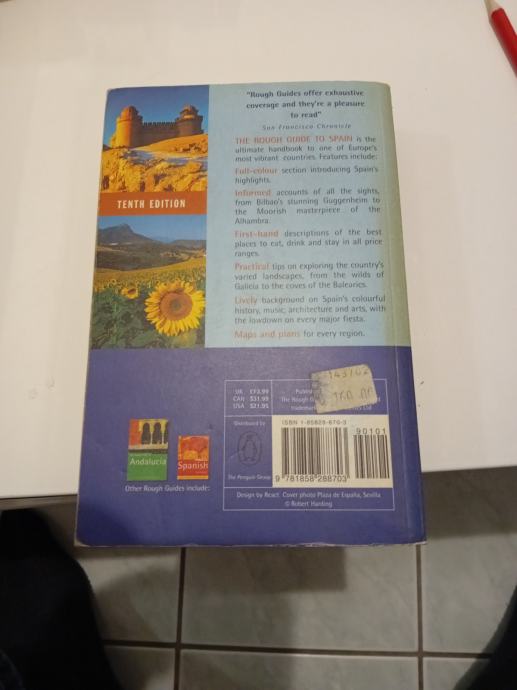 "Rough Guides offer exhaustive
coverage and they're a pleasure
to read"
San Francisco Chronicle
THE ROUGH GUIDE TO SPAIN is the
ultimate handbook to one of Europe's
most vibrant countries. Features include:
Full-colour section introducing Spain's
highlights.
Informed accounts of all the sights,
from Bilbao's stunning Guggenheim to
the Moorish masterpiece of the
Alhambra.
First-hand descriptions of the best
places to eat, drink and stay in all price
ranges.
Practical tips on exploring the country's
varied landscapes, from the wilds of
Galicia to the coves of the Balearics.
Lively background on Spain's colourful
history, music, architecture and arts, with
the lowdown on every major fiesta.
Maps and plans for every region.
TENTH EDITION
UK
CAN $31.99
USA $21.95
The Rough
Ltd
Distributed by
The Penguin Group
ISBN 1-85828-870-3
90101
9 781858 288703
Andalucía
Spanish
Other Rough Guides include:
Design by React Cover photo Plaza de España, Sevilla
© Robert Harding